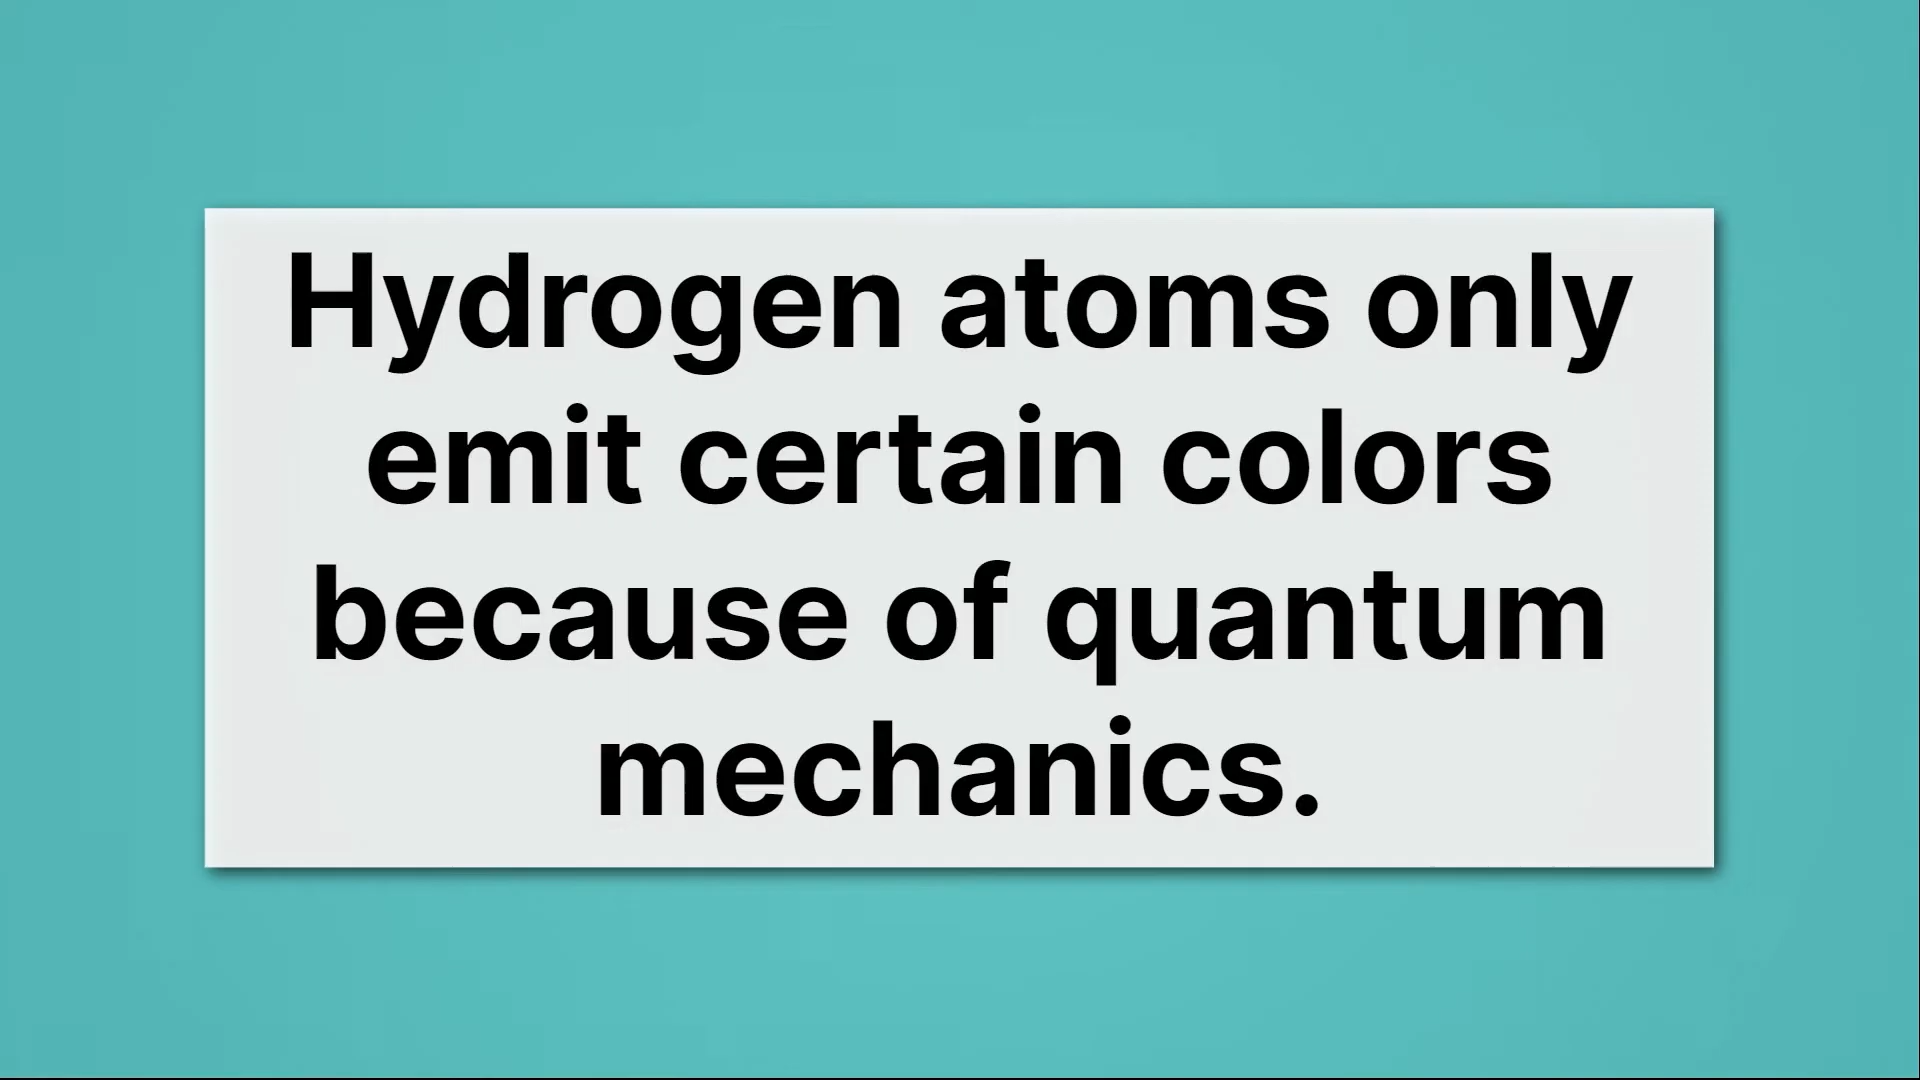 Hydrogen atoms only
emit certain colors
because of quantum
mechanics.